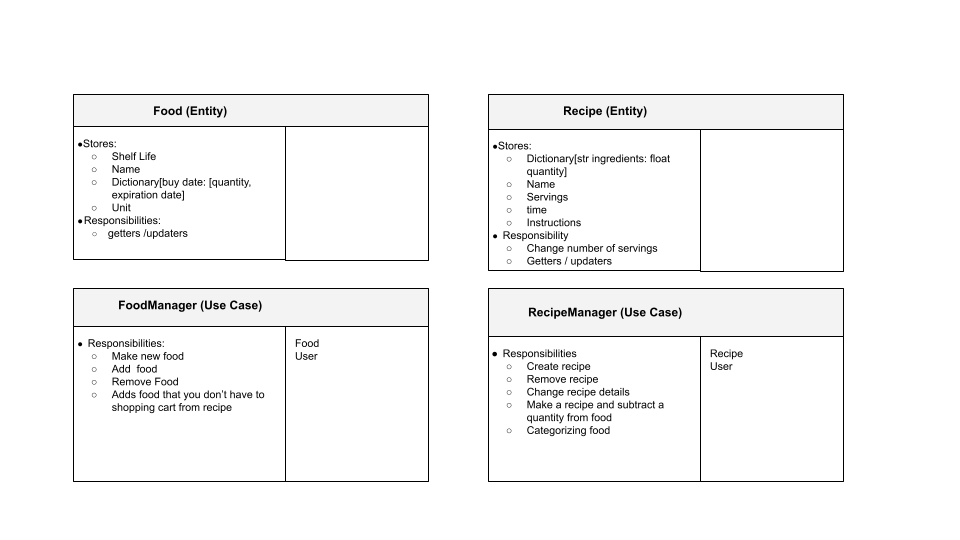 Food (Entity)
●Stores:
○ Shelf Life
○ Name
○ Dictionary[buy date: [quantity,
expiration date]
○ Unit
●Responsibilities:
○ getters /updaters
Recipe (Entity)
●Stores:
○ Dictionary[str ingredients: float
quantity]
○ Name
○ Servings
○ time
○ Instructions
● Responsibility
○ Change number of servings
○ Getters / updaters
FoodManager (Use Case)
● Responsibilities:
○ Make new food
○ Add  food
○ Remove Food
○ Adds food that you don’t have to
shopping cart from recipe
Food
User
RecipeManager (Use Case)
● Responsibilities
○ Create recipe
○ Remove recipe
○ Change recipe details
○ Make a recipe and subtract a
quantity from food
○ Categorizing food
Recipe
User